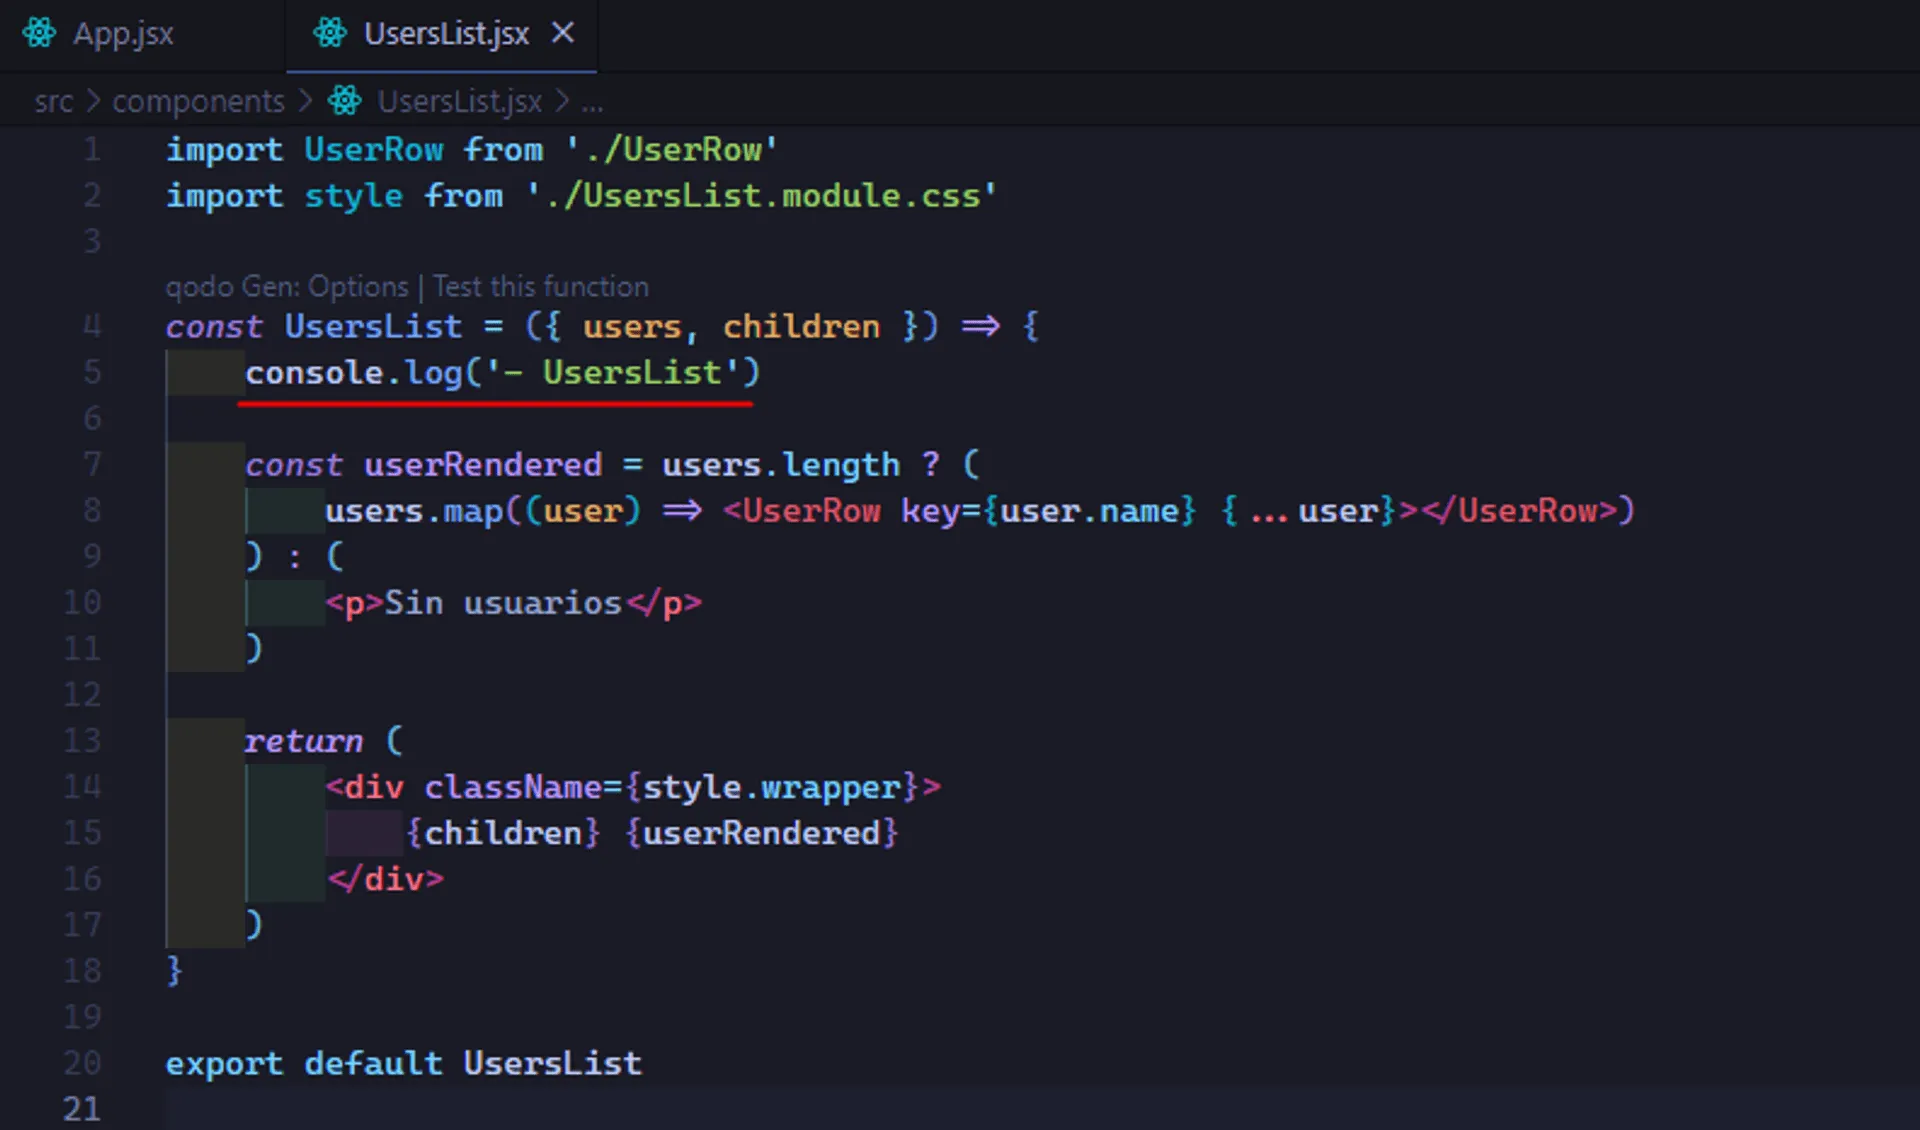 App.jsx UsersList.jsx
src > components > UsersList.jsx > ...
1 import UserRow from './UserRow'
2 import style from './UsersList.module.css'
3
qodo Gen: Options | Test this function
4 const UsersList = ({ users, children }) => {
5 console.log('- UsersList')
6
7 const userRendered = users.length ? (
8 users.map((user) => <UserRow key={user.name} {...user}></UserRow>)
9 ) : (
10 <p>Sin usuarios</p>
11 )
12
13 return (
14 <div className={style.wrapper}>
15 {children} {userRendered}
16 </div>
17 )
18 }
19
20 export default UsersList
21